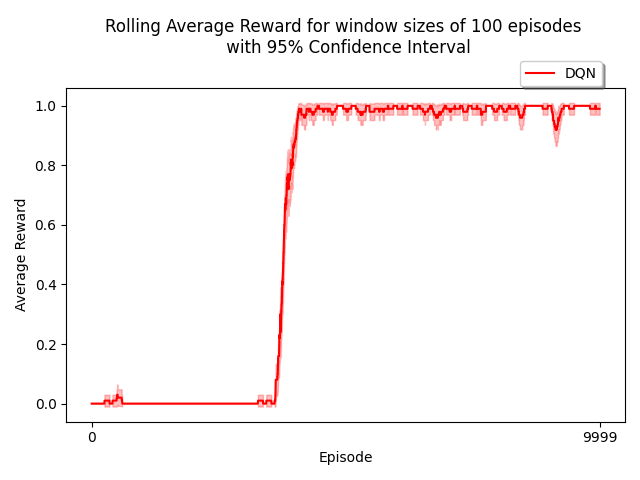 Rolling Average Reward for window sizes of 100 episodes
with 95% Confidence Interval
DQN
1.0
0.8
0.6
0.4
0.2
0.0
Average Reward
0
9999
Episode